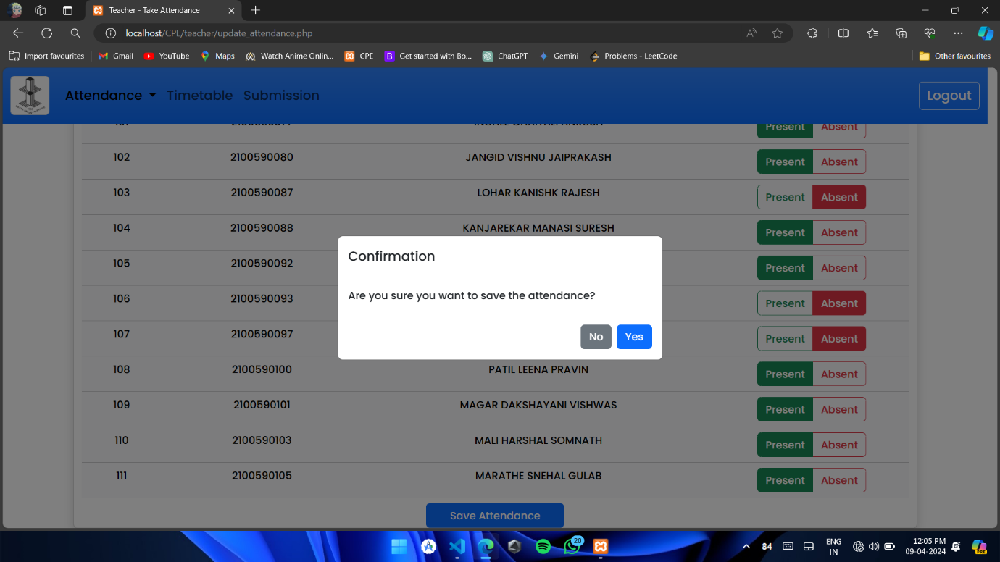 Teacher - Take Attendance
localhost/CPE/teacher/update_attendance.php
Import favourites Gmail YouTube Maps Watch Anime Onlin... CPE B Get started with Bo... ChatGPT Gemini Problems - LeetCode Other favourites
Attendance Timetable Submission Logout
Present Absent
102 2100590080 JANGID VISHNU JAIPRAKASH Present Absent
103 2100590087 LOHAR KANISHK RAJESH Present Absent
104 2100590088 KANJAREKAR MANASI SURESH Present Absent
105 2100590092 Present Absent
106 2100590093 Present Absent
107 2100590097 Present Absent
Confirmation
Are you sure you want to save the attendance?
No Yes
108 2100590100 PATIL LEENA PRAVIN Present Absent
109 2100590101 MAGAR DAKSHAYANI VISHWAS Present Absent
110 2100590103 MALI HARSHAL SOMNATH Present Absent
111 2100590105 MARATHE SNEHAL GULAB Present Absent
Save Attendance
20
84
ENG
IN
12:05 PM
09-04-2024
PRE